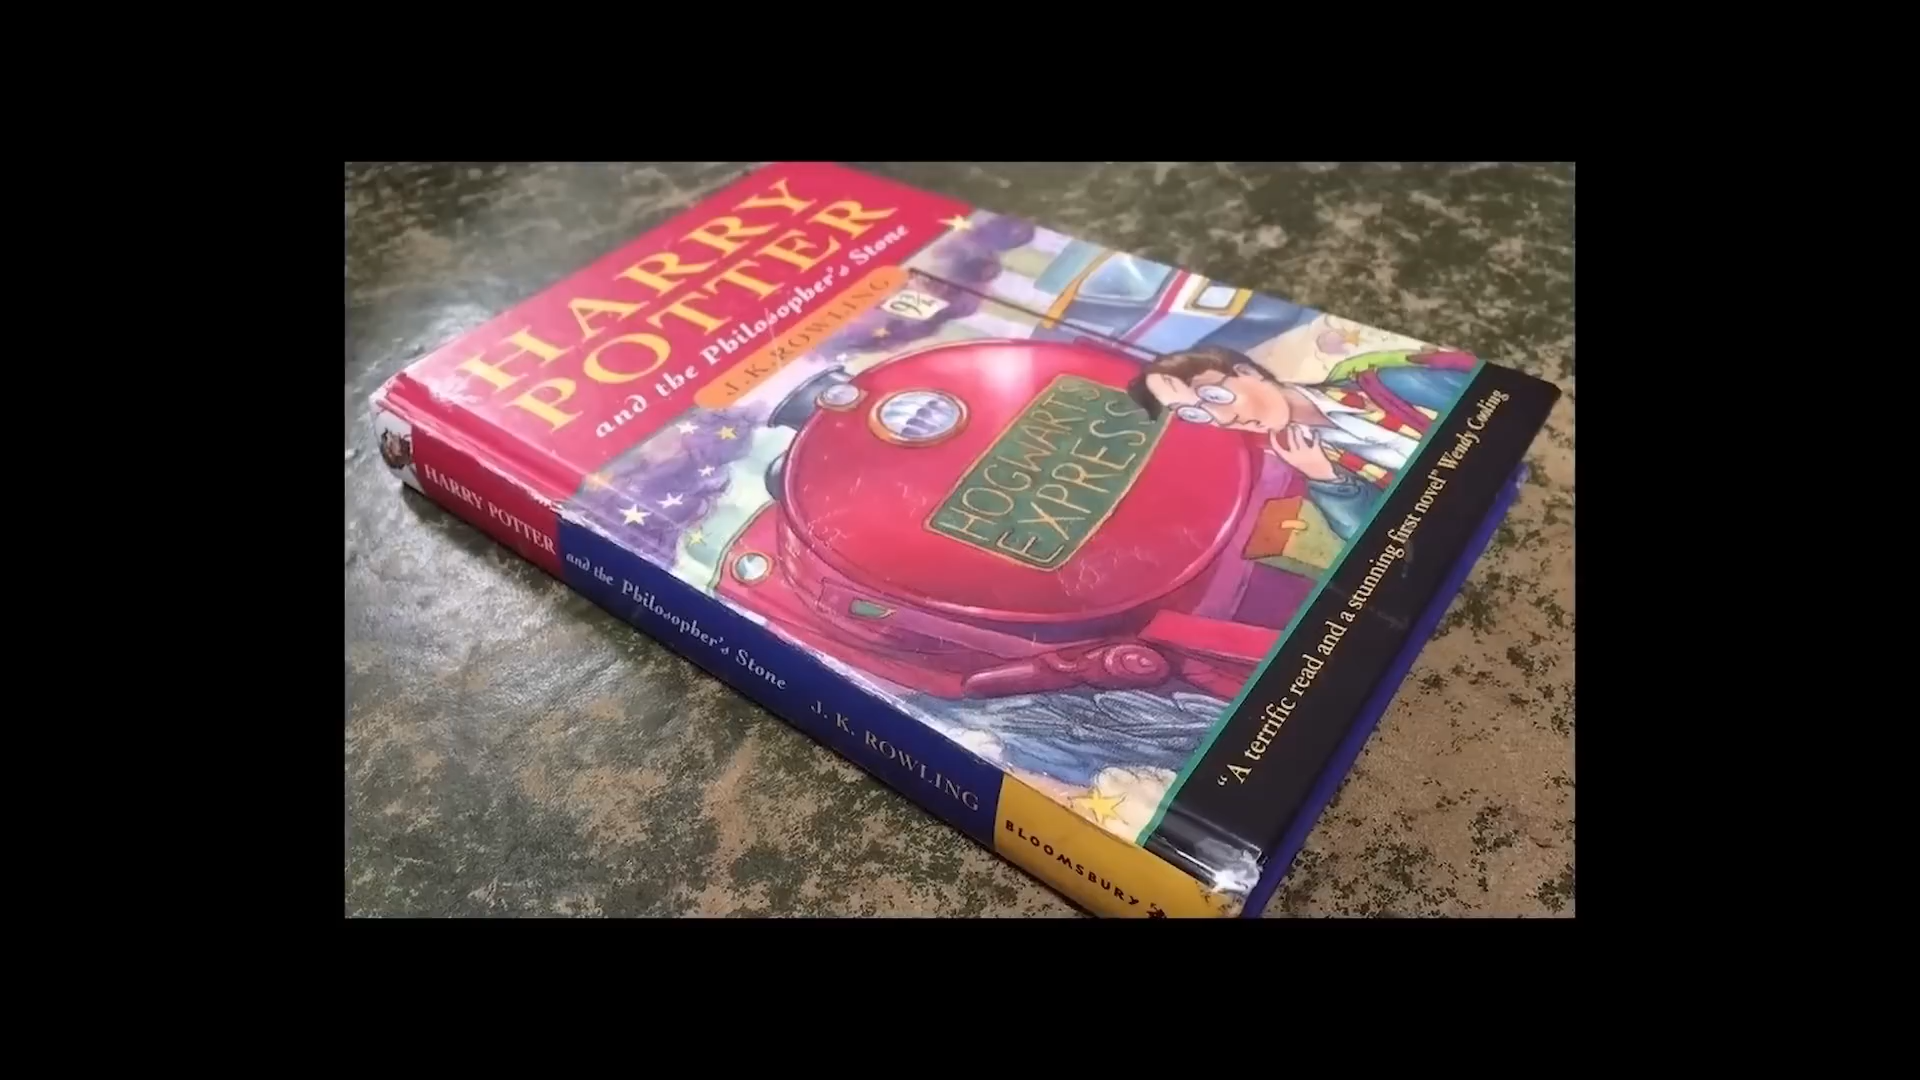 HARRY
POTTER
and the Philosopher's Stone
J.K.ROWLING
9¾
HOGWARTS
EXPRESS
"A terrific read and a stunning first novel" Wendy Cooling
HARRY POTTER and the Philosopher's Stone J. K. ROWLING BLOOMSBURY